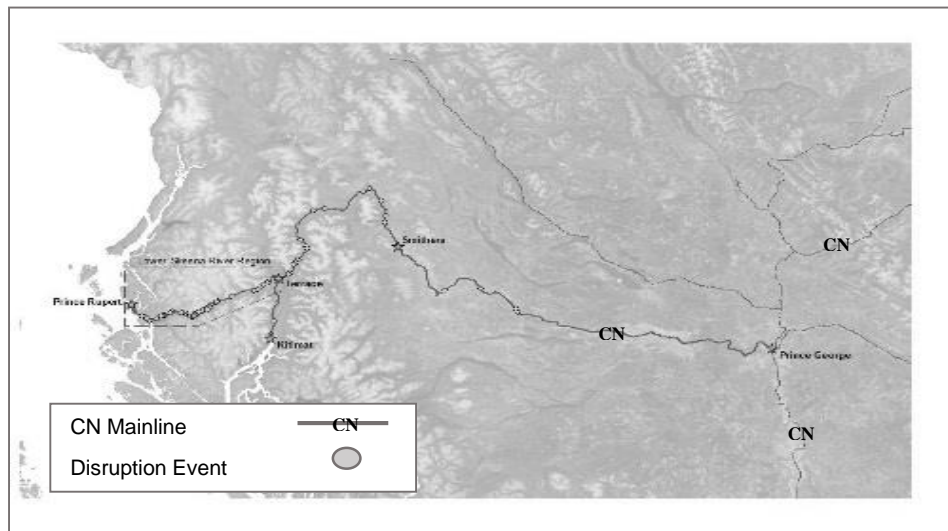 CN
Smithers
Lower Skeena River Region
Terrace
Prince Rupert
CN
Kitimat
Prince George
CN
CN Mainline CN
Disruption Event